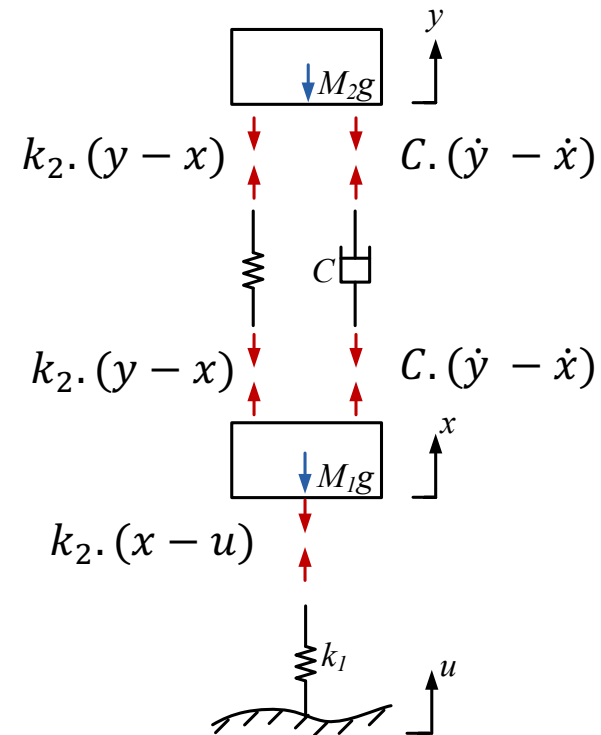 y
M₂g
k₂.(y − x) C.(ẏ − ẋ)
C
k₂.(y − x) C.(ẏ − ẋ)
x
M₁g
k₂.(x − u)
k₁
u